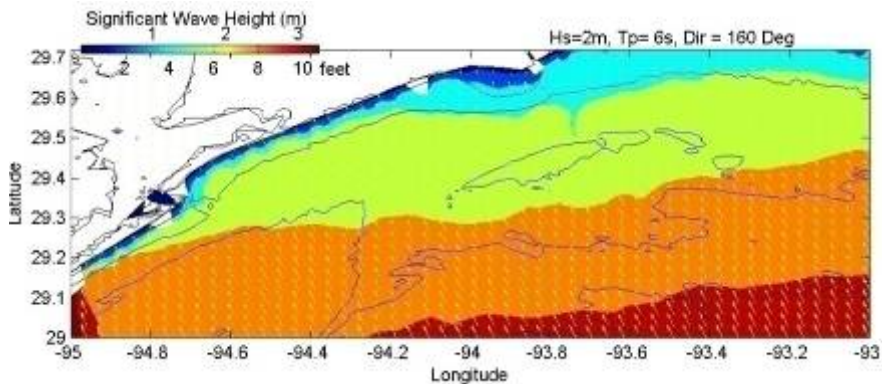 Significant Wave Height (m)
1 2 3
2 4 6 8 10 feet
Hs=2m, Tp= 6s, Dir = 160 Deg
29.7
29.6
29.5
29.4
29.3
29.2
29.1
29
Latitude
-95 -94.8 -94.6 -94.4 -94.2 -94 -93.8 -93.6 -93.4 -93.2 -93
Longitude